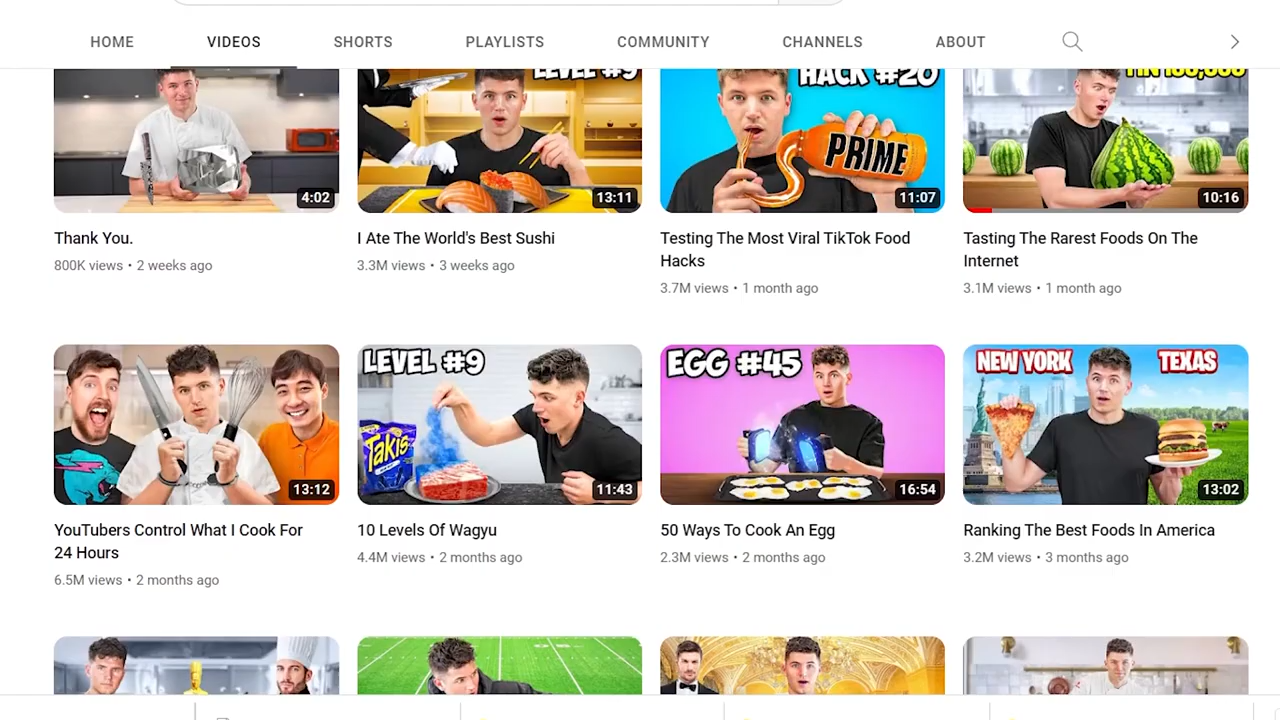 HOME VIDEOS SHORTS PLAYLISTS COMMUNITY CHANNELS ABOUT
LEVEL #9
HACK #20
PRIME
4:02
13:11
11:07
10:16
Thank You.
800K views • 2 weeks ago
I Ate The World's Best Sushi
3.3M views • 3 weeks ago
Testing The Most Viral TikTok Food
Hacks
3.7M views • 1 month ago
Tasting The Rarest Foods On The
Internet
3.1M views • 1 month ago
13:12
LEVEL #9
Takis
11:43
EGG #45
16:54
NEW YORK TEXAS
13:02
YouTubers Control What I Cook For
24 Hours
6.5M views • 2 months ago
10 Levels Of Wagyu
4.4M views • 2 months ago
50 Ways To Cook An Egg
2.3M views • 2 months ago
Ranking The Best Foods In America
3.2M views • 3 months ago